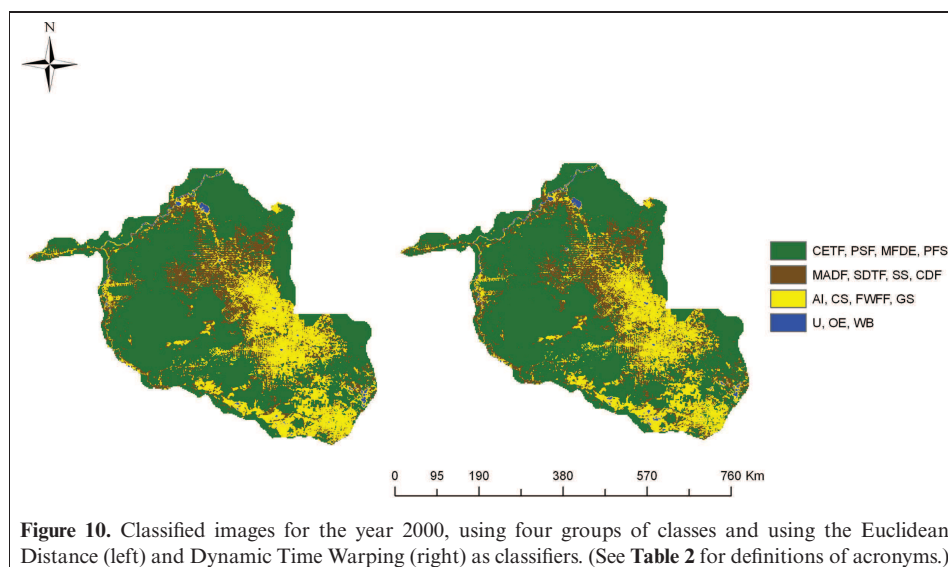 N
CETF, PSF, MFDE, PFS
MADF, SDTF, SS, CDF
AI, CS, FWFF, GS
U, OE, WB
0 95 190 380 570 760 Km
Figure 10. Classified images for the year 2000, using four groups of classes and using the Euclidean
Distance (left) and Dynamic Time Warping (right) as classifiers. (See Table 2 for definitions of acronyms.)